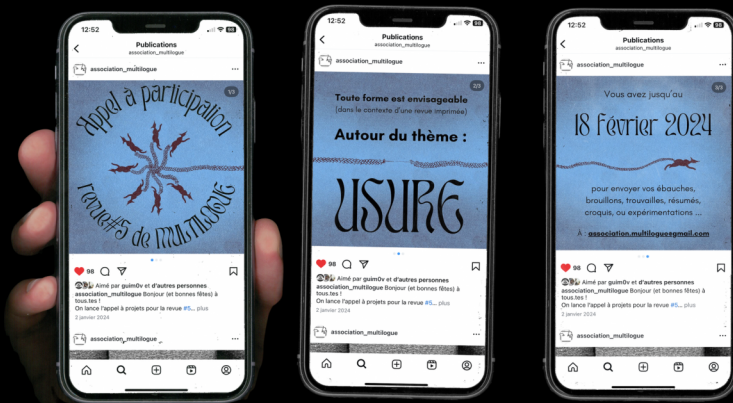 12:52
98
Publications
association_multilogue
association_multilogue
1/3
Appel à participation
revue#5 de MULTILOGUE
98
Aimé par guim0v et d'autres personnes
association_multilogue Bonjour (et bonnes fêtes) à
tous.tes !
On lance l'appel à projets pour la revue #5... plus
2 janvier 2024
association_multilogue
12:52
98
Publications
association_multilogue
association_multilogue
2/3
Toute forme est envisageable
(dans le contexte d'une revue imprimée)
Autour du thème :
USURE
98
Aimé par guim0v et d'autres personnes
association_multilogue Bonjour (et bonnes fêtes) à
tous.tes !
On lance l'appel à projets pour la revue #5... plus
2 janvier 2024
association_multilogue
12:52
98
Publications
association_multilogue
association_multilogue
3/3
Vous avez jusqu'au
18 Février 2024
pour envoyer vos ébauches,
brouillons, trouvailles, résumés,
croquis, ou expérimentations ...
À : association.multilogue@gmail.com
98
Aimé par guim0v et d'autres personnes
association_multilogue Bonjour (et bonnes fêtes) à
tous.tes !
On lance l'appel à projets pour la revue #5... plus
2 janvier 2024
association_multilogue